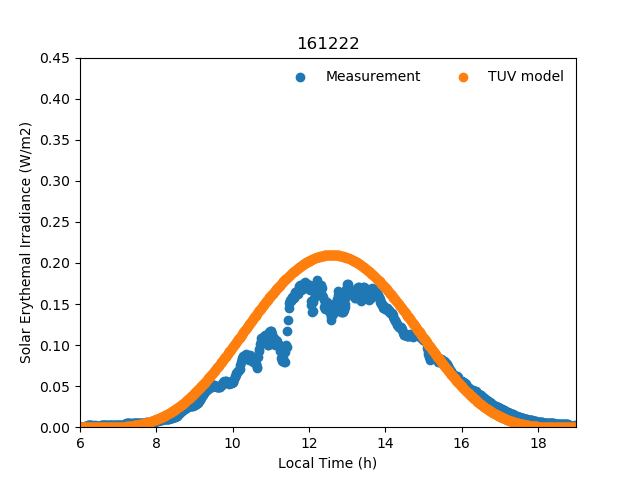 161222
Measurement
TUV model
Solar Erythemal Irradiance (W/m2)
0.45
0.40
0.35
0.30
0.25
0.20
0.15
0.10
0.05
0.00
6 8 10 12 14 16 18
Local Time (h)